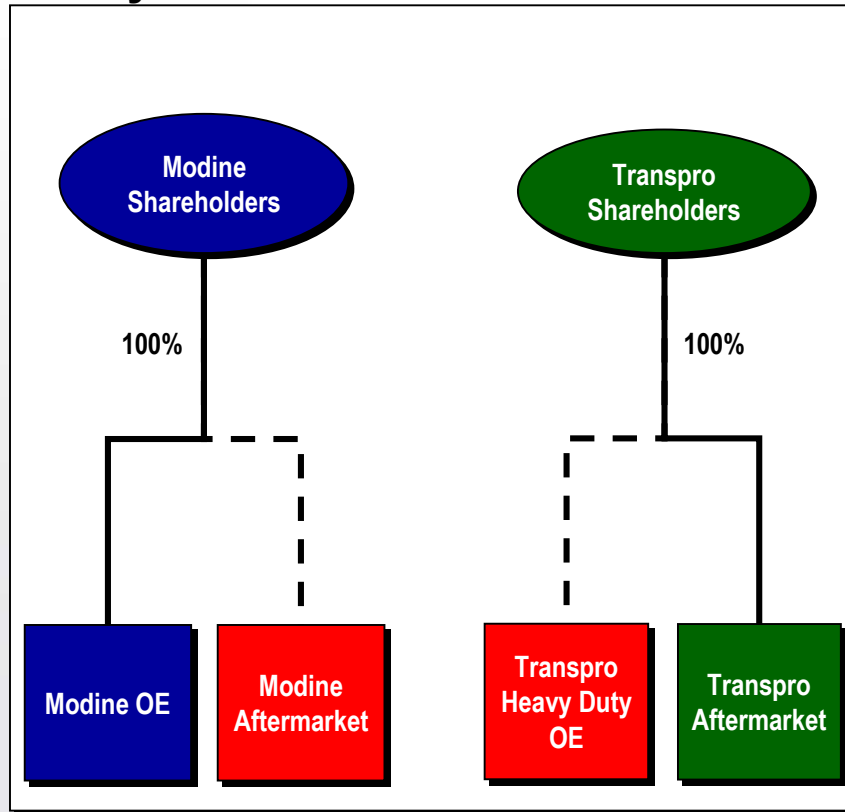 Modine
Shareholders
Transpro
Shareholders
100%
100%
Modine OE
Modine
Aftermarket
Transpro
Heavy Duty
OE
Transpro
Aftermarket